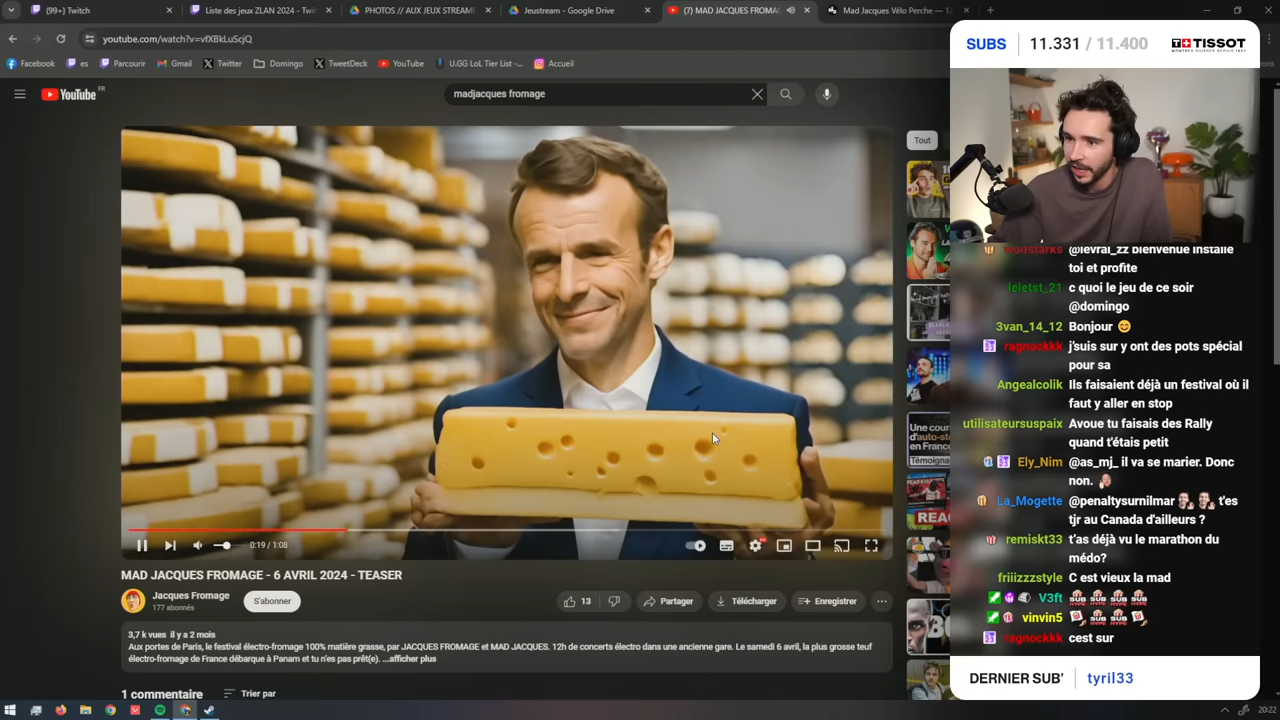 Twitch
Liste des jeux ZLAN 2024 - Twi
PHOTOS // AUX JEUX STREAM
Jeustream - Google Drive
(7) MAD JACQUES FROMAG
Mad Jacques Vélo Perche — 12
youtube.com/watch?v=vfXBkLuScjQ
Facebook
es
Parcourir
Gmail
Twitter
Domingo
TweetDeck
YouTube
U.GG LoL Tier List -...
Accueil
YouTube FR
madjacques fromage
Tout
Une cour
d'auto-sto
en France
Témoigna
REA
0:19 / 1:08
MAD JACQUES FROMAGE - 6 AVRIL 2024 - TEASER
Jacques Fromage
177 abonnés
S'abonner
13
Partager
Télécharger
Enregistrer
3,7 k vues il y a 2 mois
Aux portes de Paris, le festival électro-fromage 100% matière grasse, par JACQUES FROMAGE et MAD JACQUES. 12h de concerts électro dans une ancienne gare. Le samedi 6 avril, la plus grosse teuf
électro-fromage de France débarque à Panam et tu n'es pas prêt(e). ...afficher plus
1 commentaire
Trier par
SUBS
11.331 / 11.400
TISSOT
@levrai_zz bienvenue installe
toi et profite
leletst_21 c quoi le jeu de ce soir
@domingo
3van_14_12 Bonjour 😊
ragnockkk j'suis sur y ont des pots spécial
pour sa
Angealcolik Ils faisaient déjà un festival où il
faut y aller en stop
utilisateursuspaix Avoue tu faisais des Rally
quand t'étais petit
Ely_Nim @as_mj_ il va se marier. Donc
non.
La_Mogette @penaltysurnilmar t'es
tjr au Canada d'ailleurs ?
remiskt33 t'as déjà vu le marathon du
médo?
friiizzzstyle C est vieux la mad
V3ft
vinvin5
ragnockkk cest sur
DERNIER SUB'
tyril33
20:22